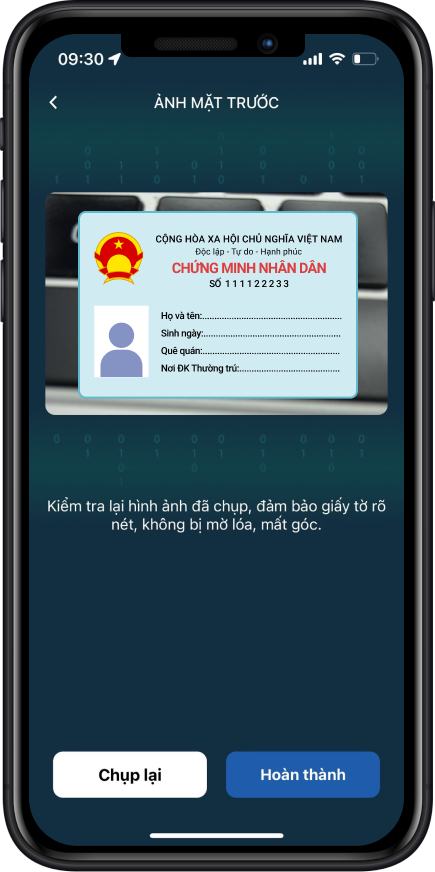 09:30
ẢNH MẶT TRƯỚC
CỘNG HÒA XA HỘI CHỦ NGHĨA VIỆT NAM
Độc lập - Tự do - Hạnh phúc
CHỨNG MINH NHÂN DÂN
SỐ 111122233
Họ và tên:..................................................
Sinh ngày:..................................................
Quê quán:..................................................
Nơi ĐK Thường trú:....................................
Kiểm tra lại hình ảnh đã chụp, đảm bảo giấy tờ rõ
nét, không bị mờ lóa, mất góc.
Chụp lại
Hoàn thành